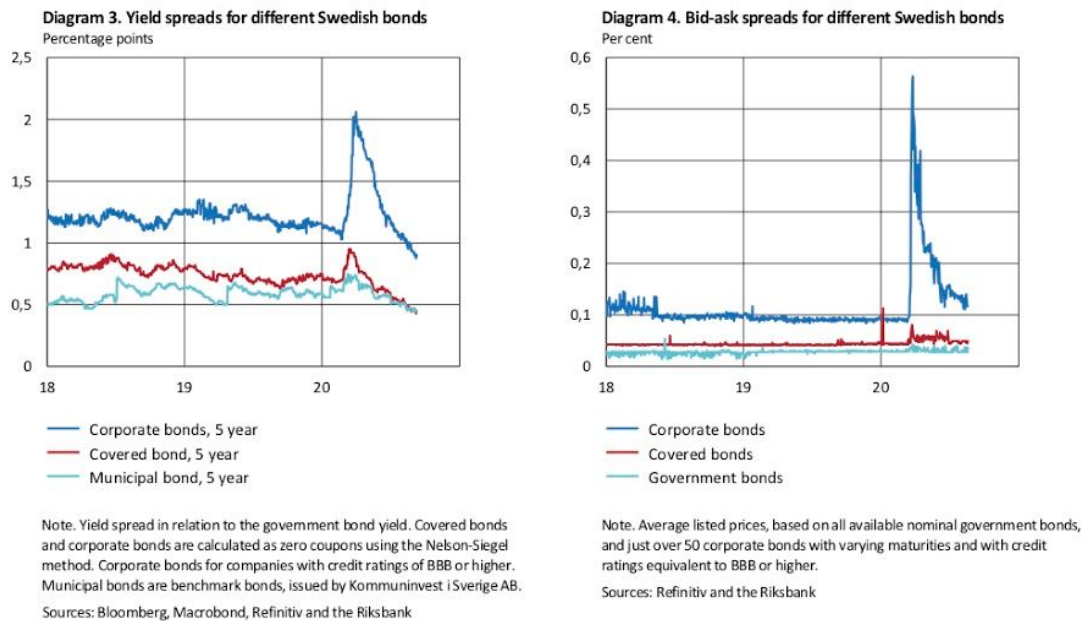 Diagram 3. Yield spreads for different Swedish bonds
Percentage points
2,5
2
1,5
1
0,5
0
18
19
20
Corporate bonds, 5 year
Covered bond, 5 year
Municipal bond, 5 year
Note. Yield spread in relation to the government bond yield. Covered bonds
and corporate bonds are calculated as zero coupons using the Nelson-Siegel
method. Corporate bonds for companies with credit ratings of BBB or higher.
Municipal bonds are benchmark bonds, issued by Kommuninvest i Sverige AB.
Sources: Bloomberg, Macrobond, Refinitiv and the Riksbank
Diagram 4. Bid-ask spreads for different Swedish bonds
Per cent
0,6
0,5
0,4
0,3
0,2
0,1
0
18
19
20
Corporate bonds
Covered bonds
Government bonds
Note. Average listed prices, based on all available nominal government bonds,
and just over 50 corporate bonds with varying maturities and with credit
ratings equivalent to BBB or higher.
Sources: Refinitiv and the Riksbank